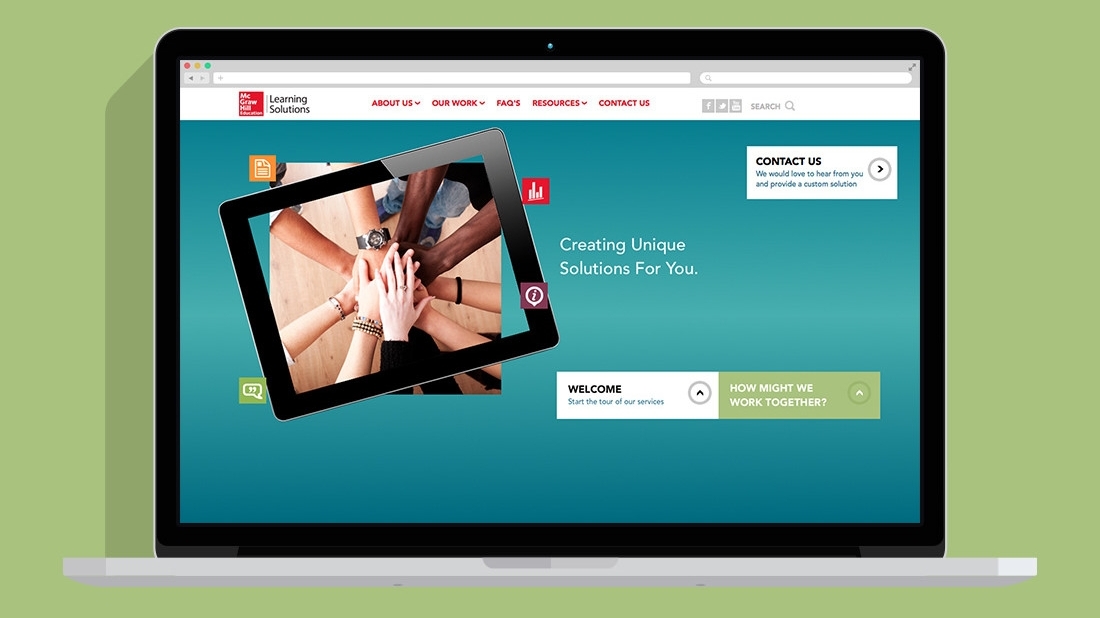 Mc
Graw
Hill
Education
Learning
Solutions
ABOUT US
OUR WORK
FAQ'S
RESOURCES
CONTACT US
SEARCH
CONTACT US
We would love to hear from you
and provide a custom solution
Creating Unique
Solutions For You.
WELCOME
Start the tour of our services
HOW MIGHT WE
WORK TOGETHER?